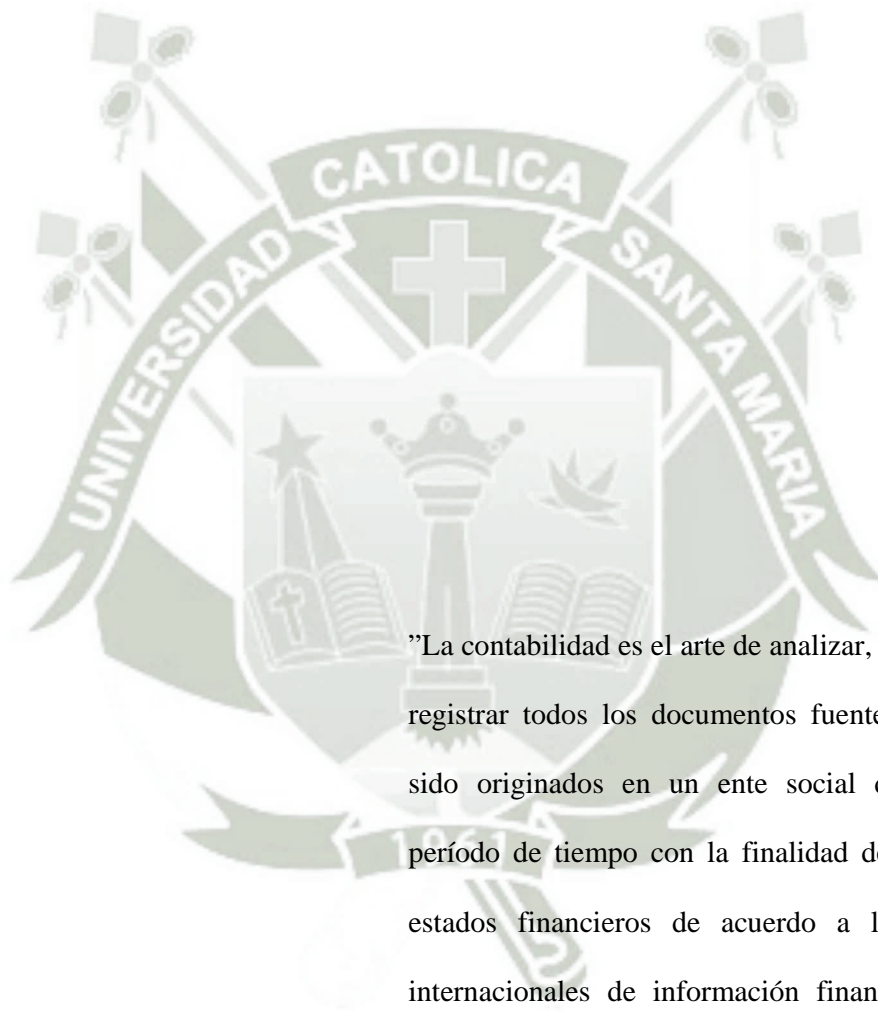 UNIVERSIDAD CATOLICA SANTA MARIA
1961
”La contabilidad es el arte de analizar,
registrar todos los documentos fuente
sido originados en un ente social
período de tiempo con la finalidad de
estados financieros de acuerdo a l
internacionales de información finan